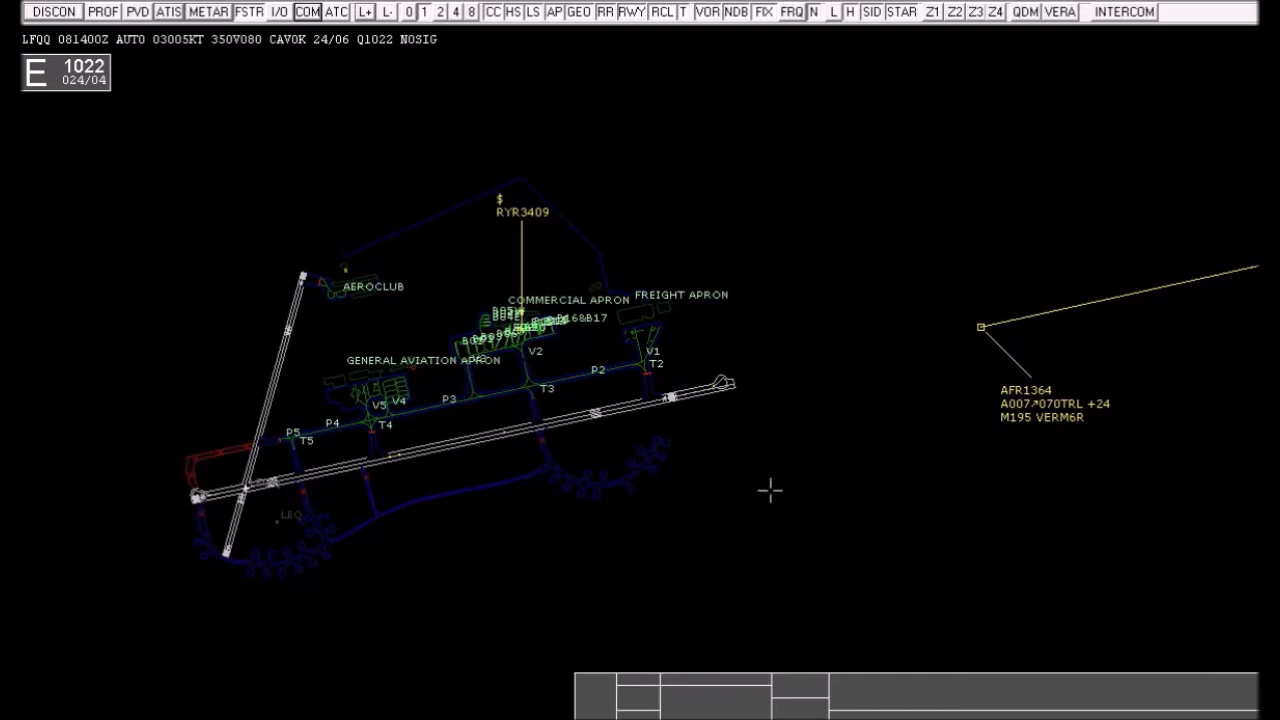 DISCON PROF PVD ATIS METAR FSTR I/O COM ATC L+ L- 0 1 2 4 8 CC HS LS AP GEO RR RWY RCL T VOR NDB FIX FRQ N L H SID STAR Z1 Z2 Z3 Z4 QDM VERA INTERCOM
LFQQ 081400Z AUTO 03005KT 350V080 CAVOK 24/06 Q1022 NOSIG
E 1022
024/04
$
RYR3409
AEROCLUB
COMMERCIAL APRON
FREIGHT APRON
B16&B17
V2
V1
T2
GENERAL AVIATION APRON
P2
T3
P3
V5 V4
P4
T4
P5
T5
AFR1364
A007↗070TRL +24
M195 VERM6R
LEQ